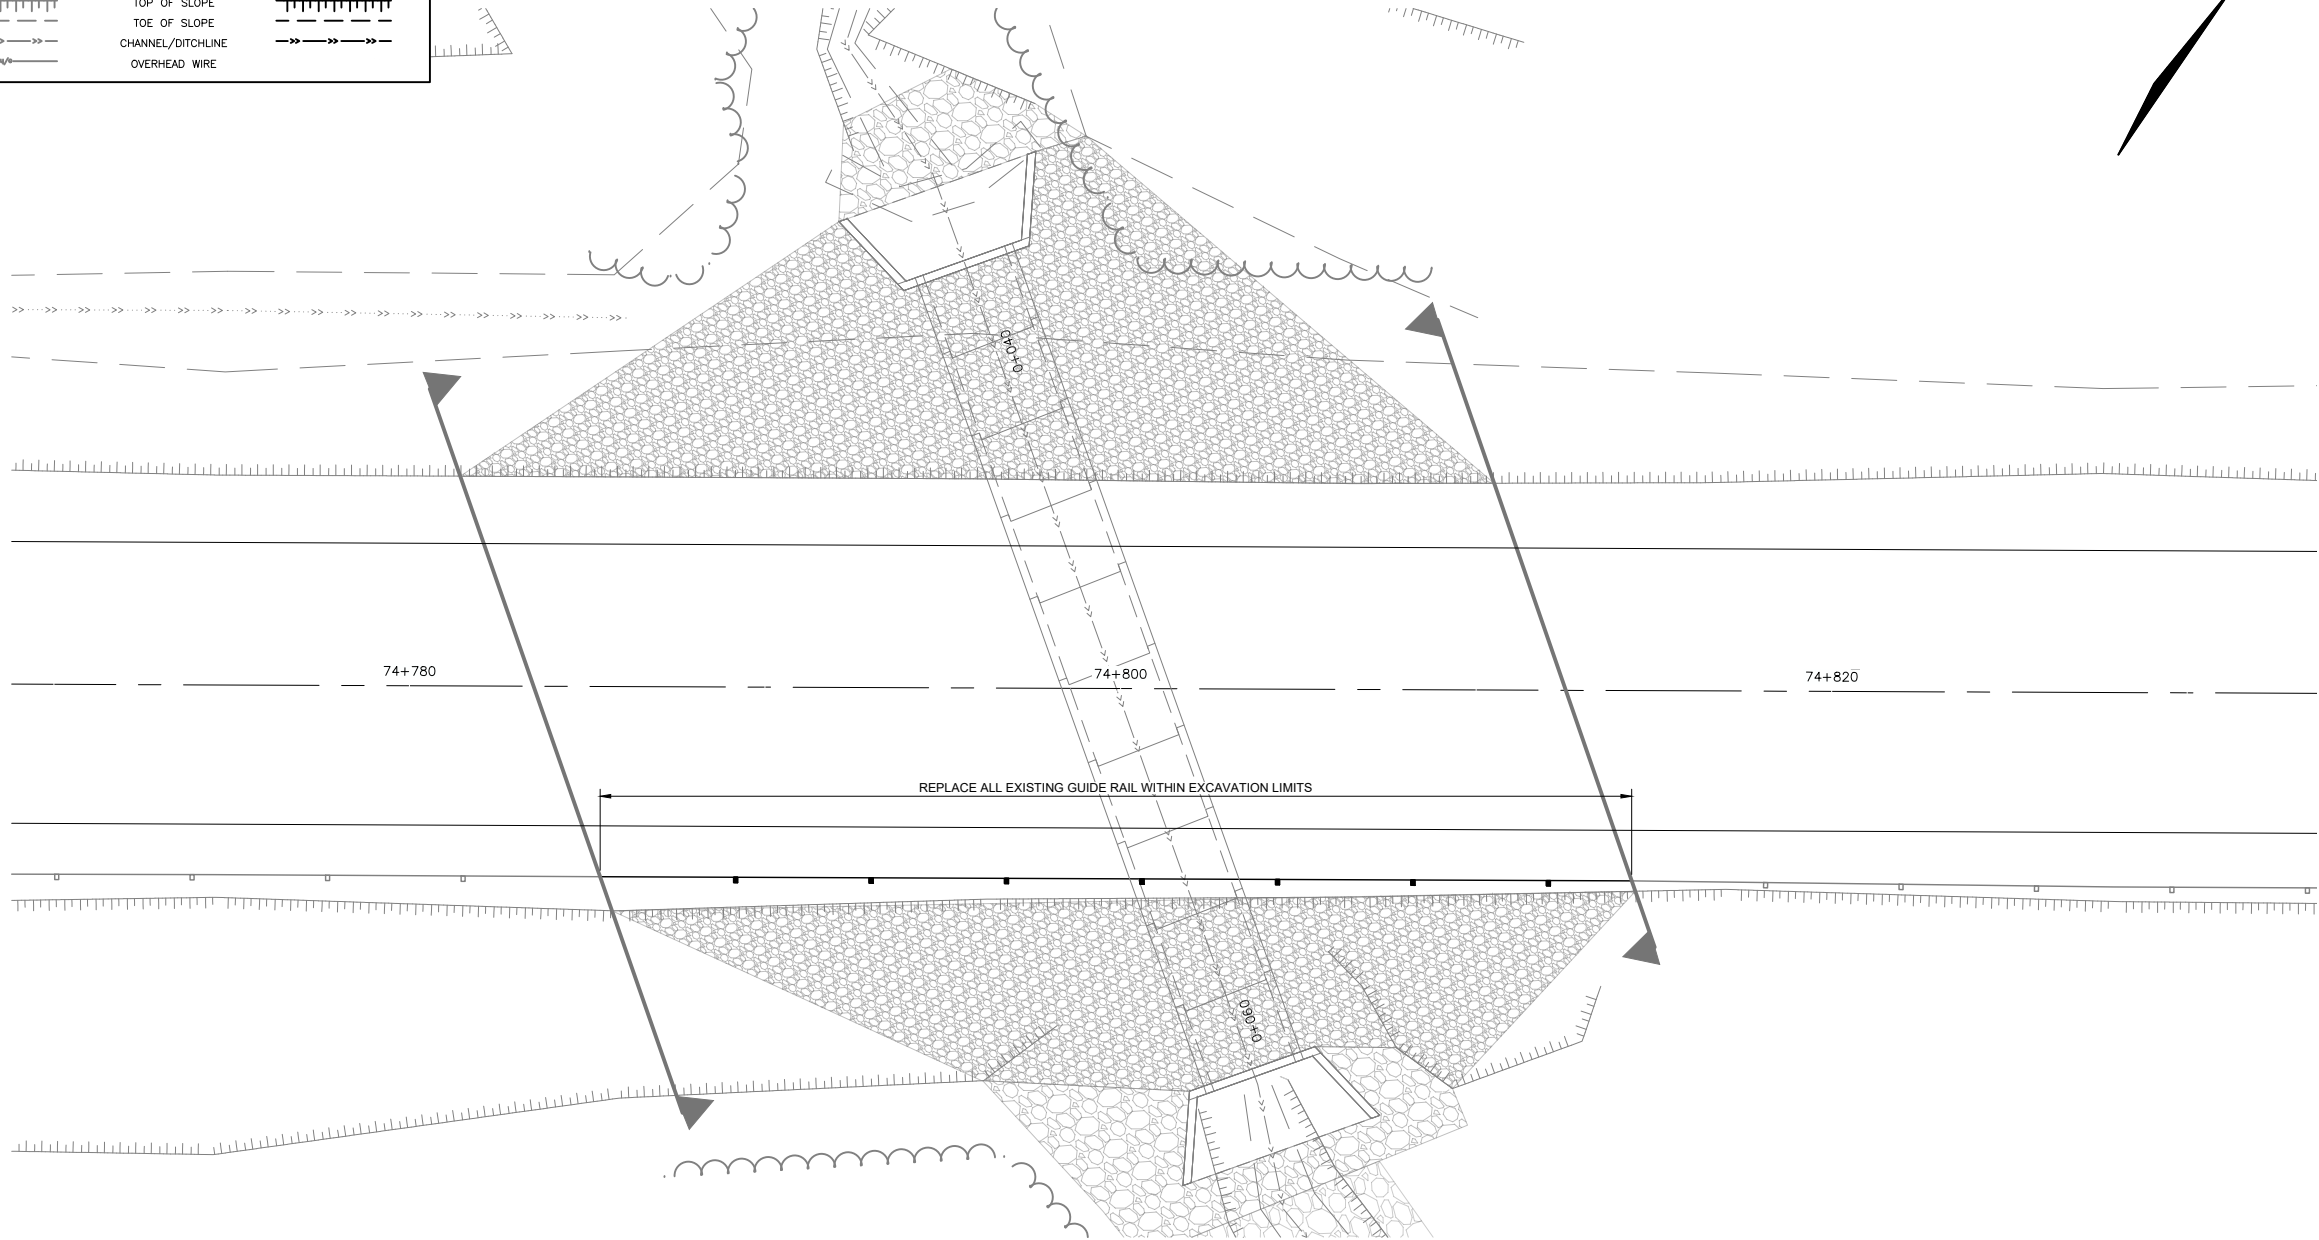 TOP OF SLOPE
TOE OF SLOPE
CHANNEL/DITCHLINE
OVERHEAD WIRE
0+040
74+780
74+800
74+820
REPLACE ALL EXISTING GUIDE RAIL WITHIN EXCAVATION LIMITS
0+060